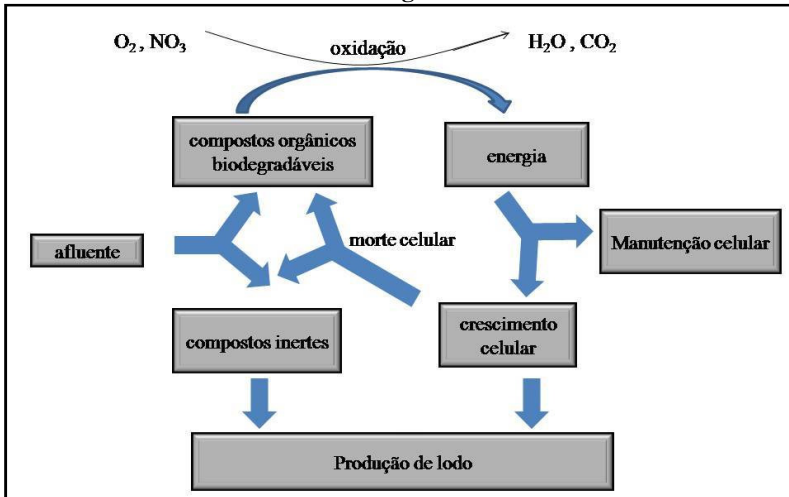 O₂ , NO₃
oxidação
H₂O , CO₂
compostos orgânicos
biodegradáveis
energia
afluente
morte celular
Manutenção celular
compostos inertes
crescimento
celular
Produção de lodo